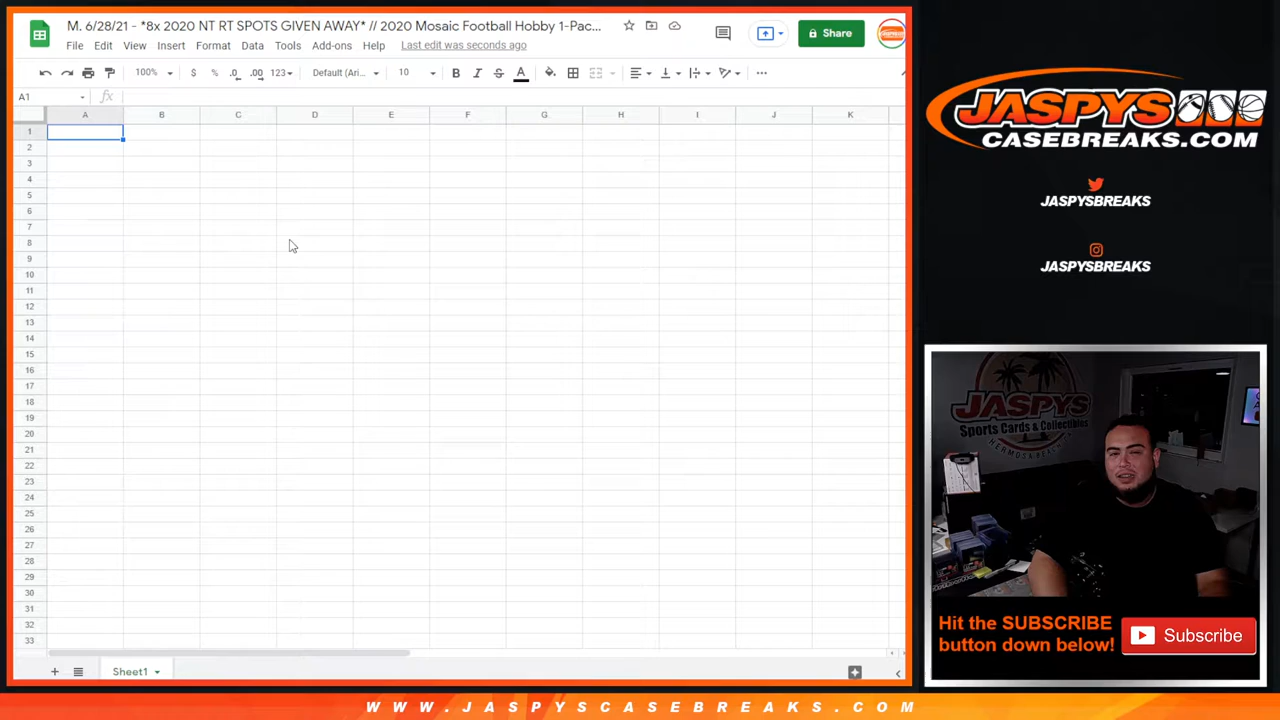 M. 6/28/21 - *8x 2020 NT RT SPOTS GIVEN AWAY* // 2020 Mosaic Football Hobby 1-Pac...
Share
File Edit View Insert Format Data Tools Add-ons Help Last edit was seconds ago
100% $ % .0 .00 123 Default (Ari... 10 B I S A
A1 fx
A B C D E F G H I J K
1
2
3
4
5
6
7
8
9
10
11
12
13
14
15
16
17
18
19
20
21
22
23
24
25
26
27
28
29
30
31
32
33
Sheet1
JASPYS
CASEBREAKS.COM
JASPYSBREAKS
JASPYSBREAKS
JASPYS
Sports Cards & Collectibles
HERMOSA BEACH
Hit the SUBSCRIBE
button down below!
Subscribe
WWW.JASPYSCASEBREAKS.COM